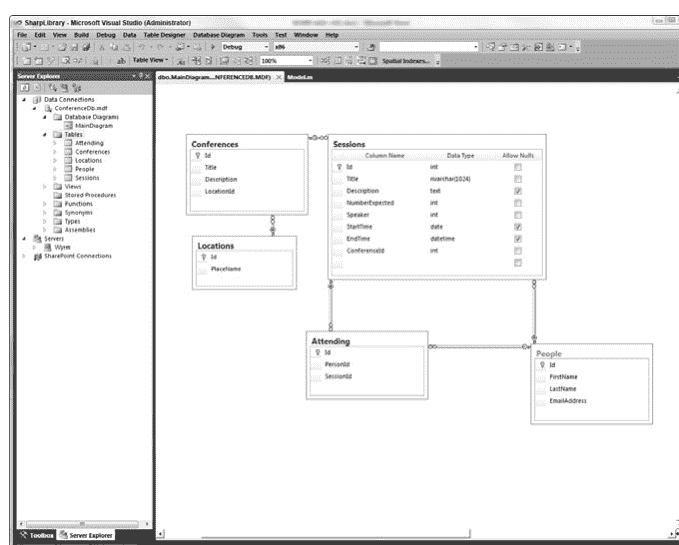 SharpLibrary - Microsoft Visual Studio (Administrator)
File Edit View Build Debug Data Table Designer Database Diagram Tools Test Window Help
Debug x86
Table View 100% Spatial Indexes...
Server Explorer
dbo.MainDiagram...NFERENCEDB.MDF) Model.m
Data Connections
ConferenceDb.mdf
Database Diagrams
MainDiagram
Tables
Attending
Conferences
Locations
People
Sessions
Views
Stored Procedures
Functions
Synonyms
Types
Assemblies
Servers
Wyrm
SharePoint Connections
Conferences
Id
Title
Description
LocationId
Locations
Id
PlaceName
Sessions
Column Name Data Type Allow Nulls
Id int
Title nvarchar(1024)
Description text
NumberExpected int
Speaker int
StartTime date
EndTime datetime
ConferenceId int
Attending
Id
PersonId
SessionId
People
Id
FirstName
LastName
EmailAddress
Toolbox Server Explorer